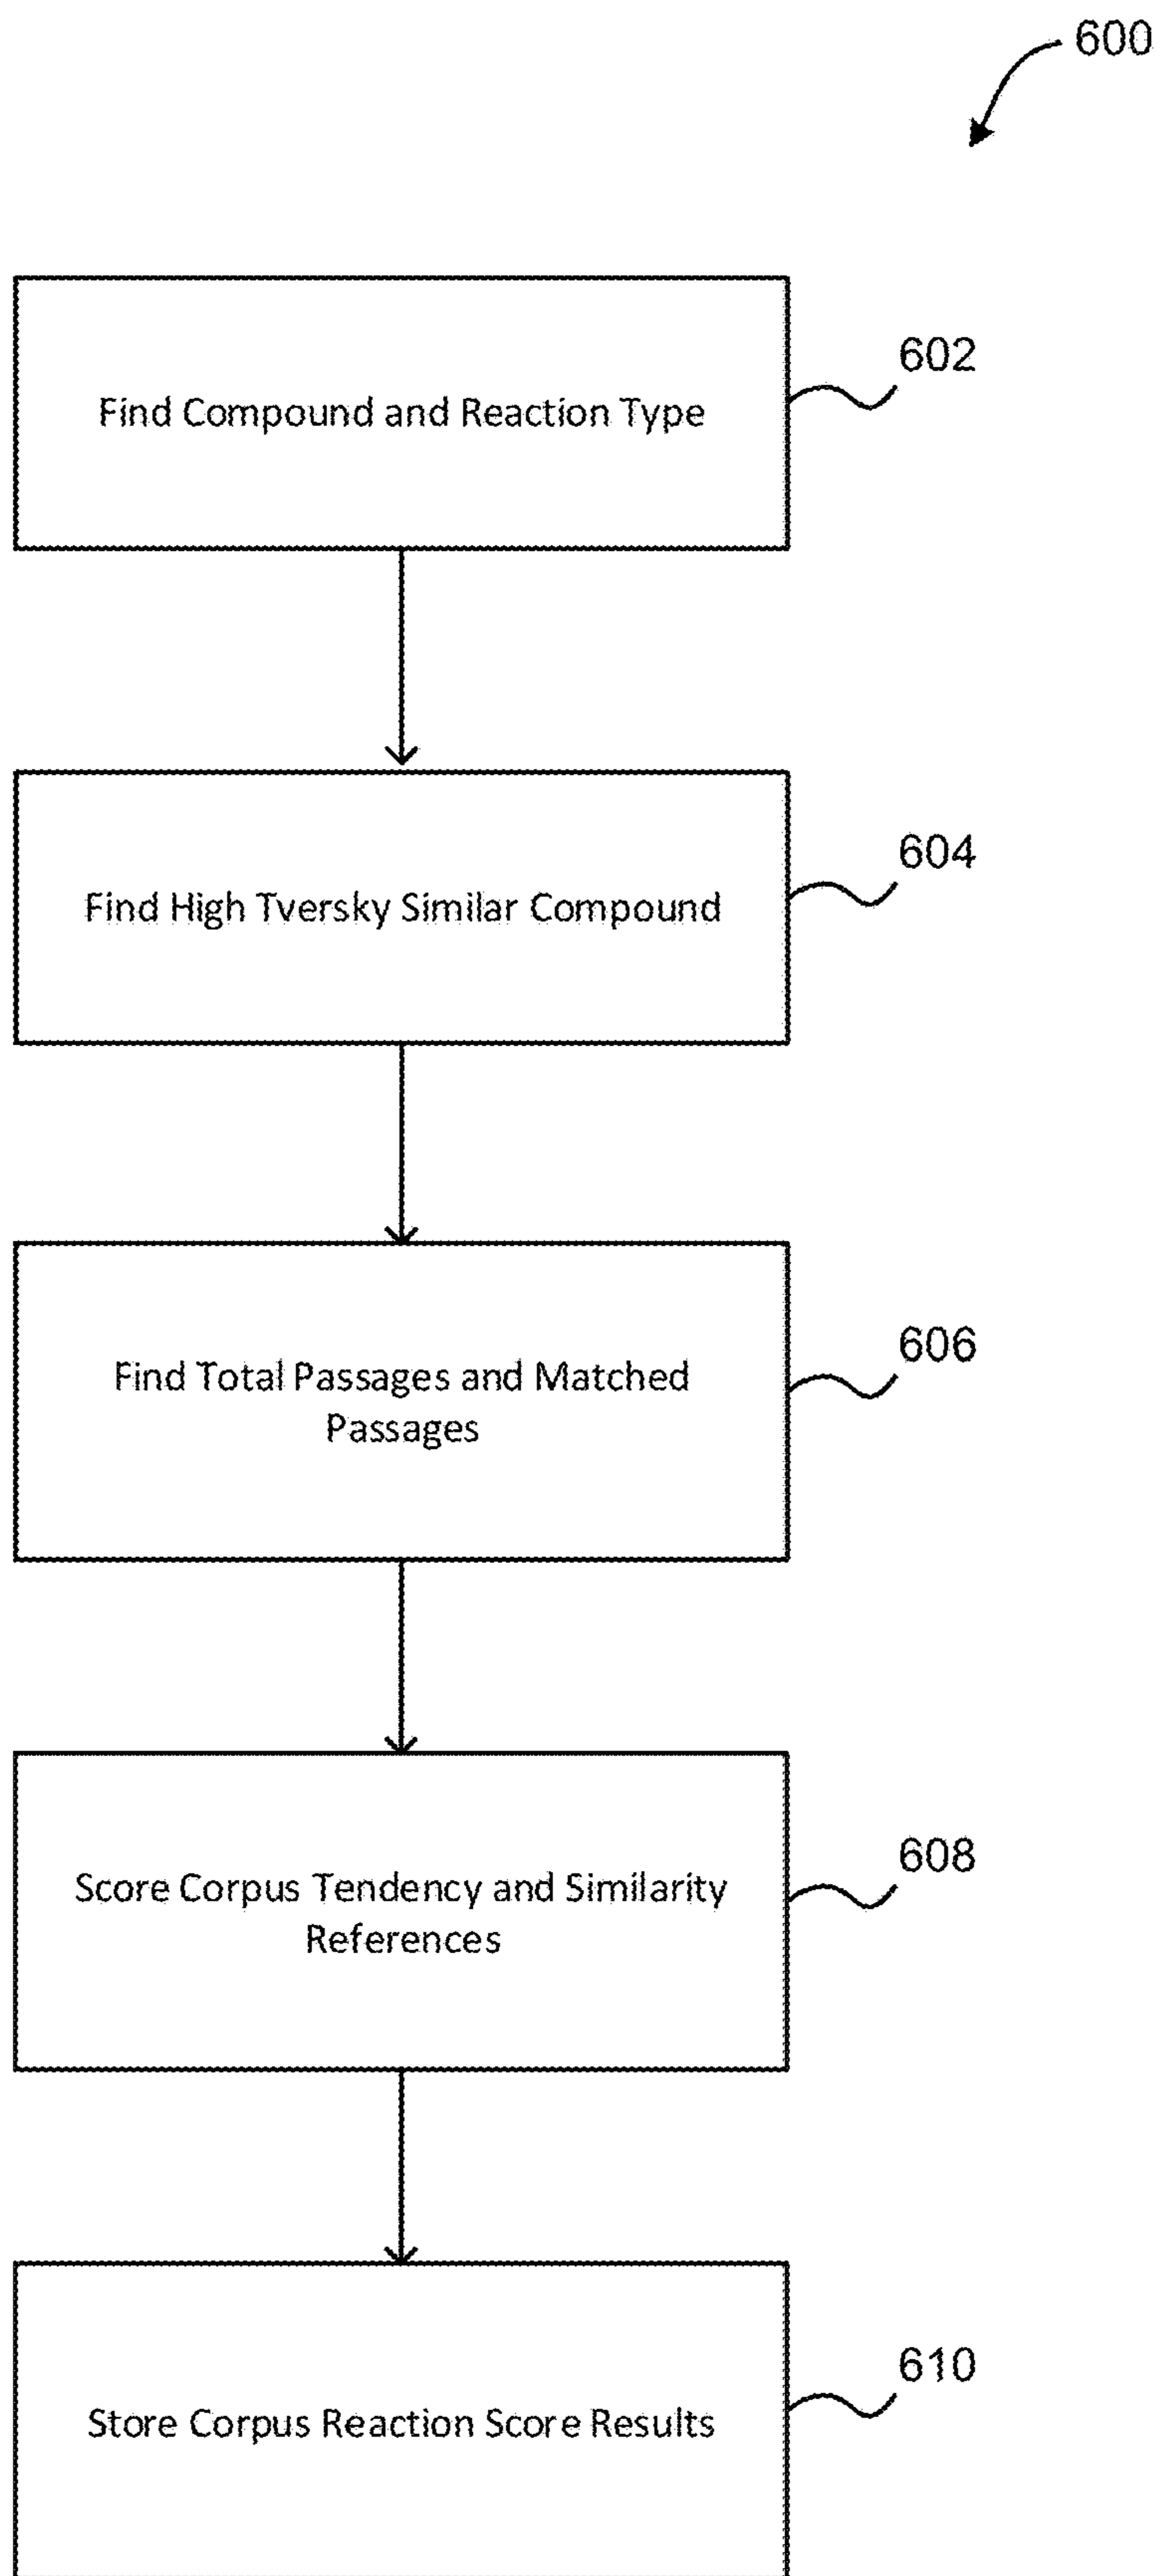 600
602
Find Compound and Reaction Type
604
Find High Tversky Similar Compound
606
Find Total Passages and Matched
Passages
608
Score Corpus Tendency and Similarity
References
610
Store Corpus Reaction Score Results